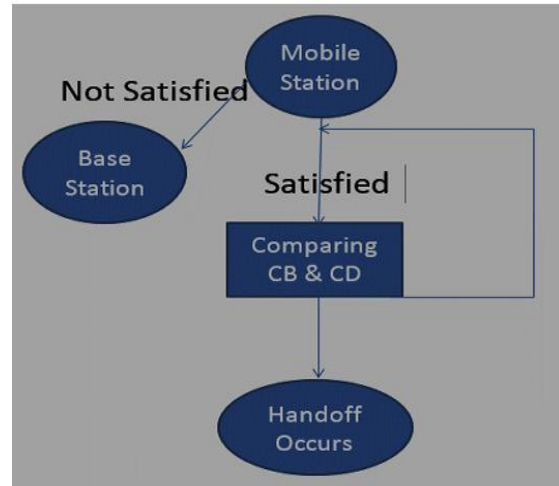 Mobile
Station
Not Satisfied
Base
Station
Satisfied
Comparing
CB & CD
Handoff
Occurs